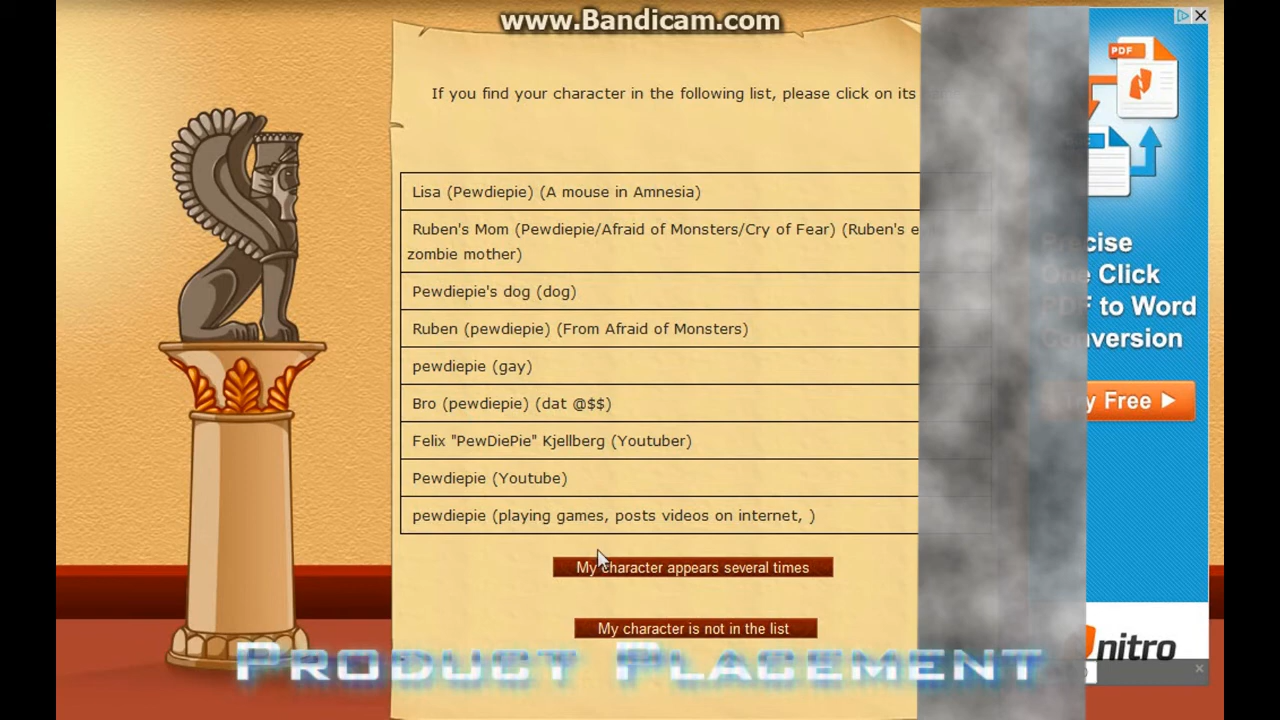 www.Bandicam.com
If you find your character in the following list, please click on its
Lisa (Pewdiepie) (A mouse in Amnesia)
Ruben's Mom (Pewdiepie/Afraid of Monsters/Cry of Fear) (Ruben's
zombie mother)
Pewdiepie's dog (dog)
Ruben (pewdiepie) (From Afraid of Monsters)
pewdiepie (gay)
Bro (pewdiepie) (dat @$$)
Felix "PewDiePie" Kjellberg (Youtuber)
Pewdiepie (Youtube)
pewdiepie (playing games, posts videos on internet, )
My character appears several times
My character is not in the list
PDF
Precise
One Click
PDF to Word
Conversion
Try Free
nitro
Product Placement